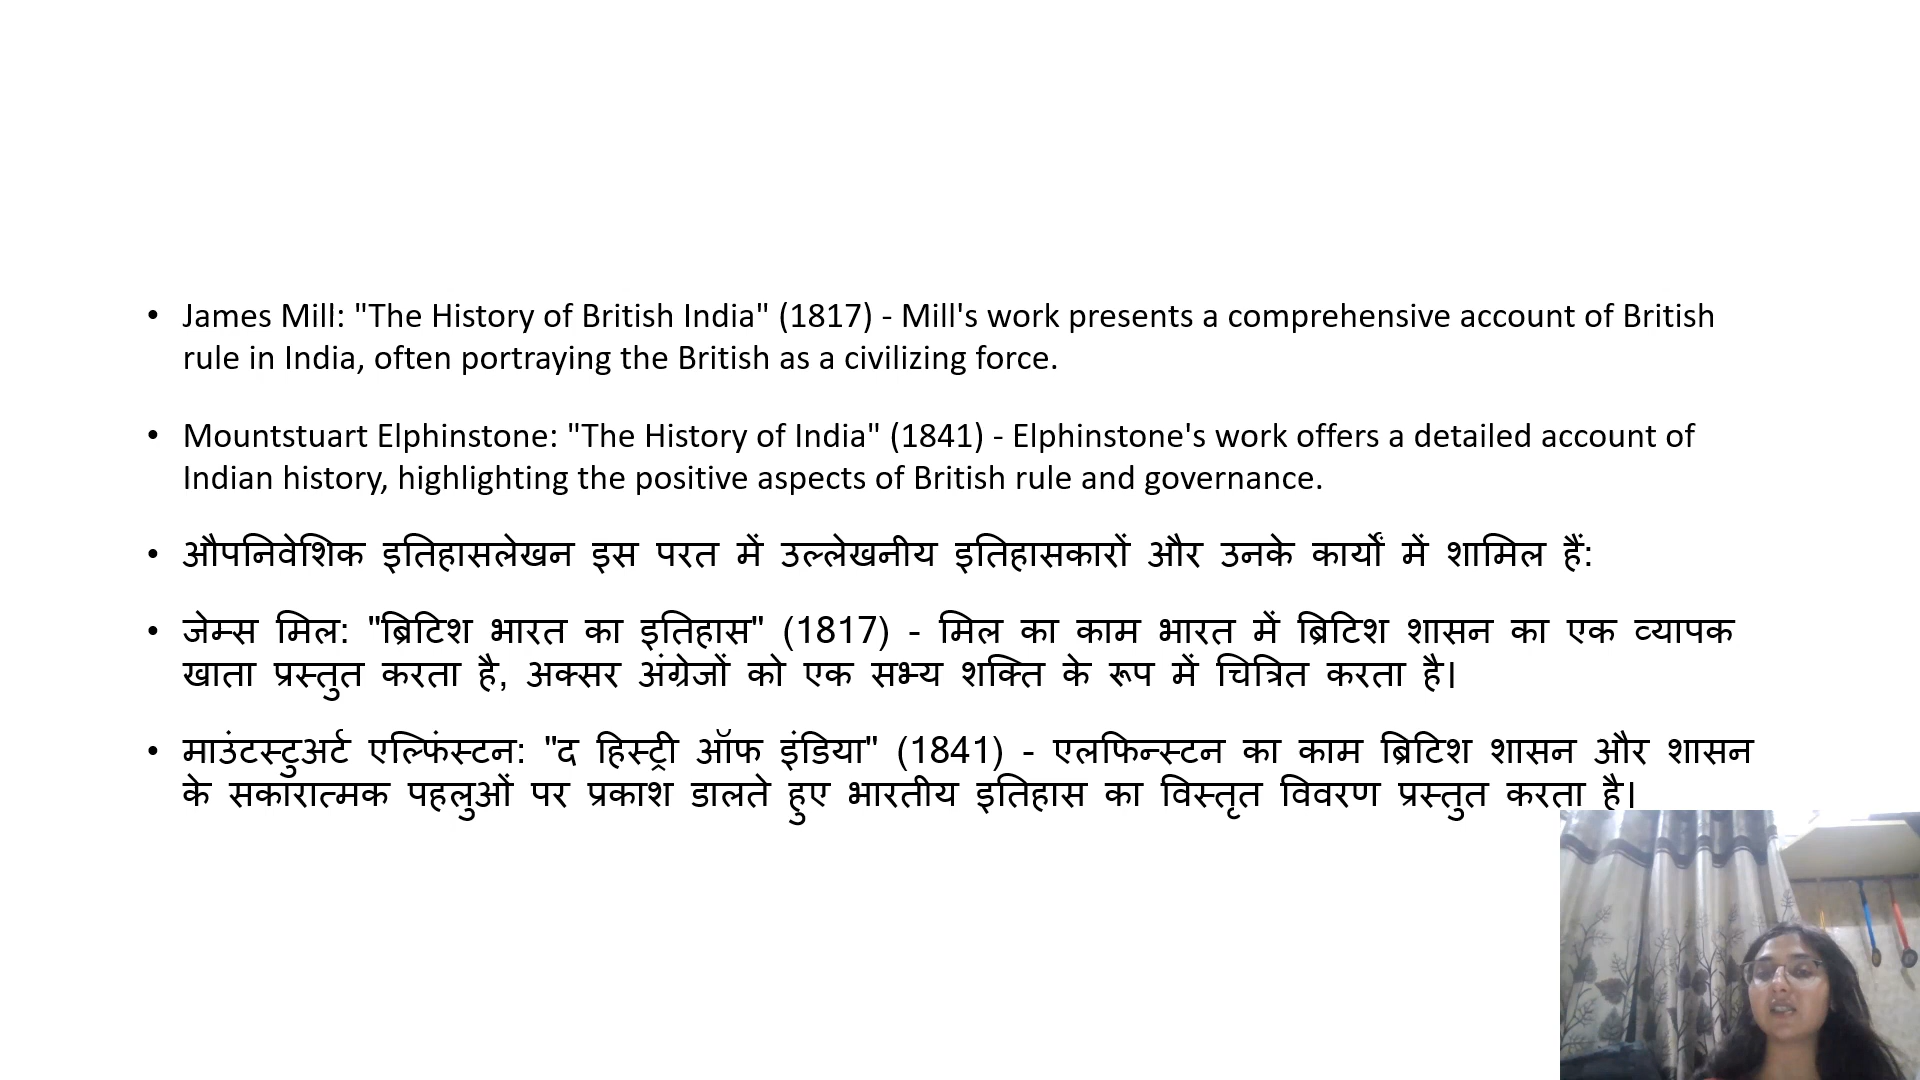 • James Mill: "The History of British India" (1817) - Mill's work presents a comprehensive account of British
rule in India, often portraying the British as a civilizing force.
• Mountstuart Elphinstone: "The History of India" (1841) - Elphinstone's work offers a detailed account of
Indian history, highlighting the positive aspects of British rule and governance.
• औपनिवेशिक इतिहासलेखन इस परत में उल्लेखनीय इतिहासकारों और उनके कार्यों में शामिल हैं:
• जेम्स मिल: "ब्रिटिश भारत का इतिहास" (1817) - मिल का काम भारत में ब्रिटिश शासन का एक व्यापक
खाता प्रस्तुत करता है, अक्सर अंग्रेजों को एक सभ्य शक्ति के रूप में चित्रित करता है।
• माउंटस्टुअर्ट एल्फिंस्टन: "द हिस्ट्री ऑफ इंडिया" (1841) - एलफिन्स्टन का काम ब्रिटिश शासन और शासन
के सकारात्मक पहलुओं पर प्रकाश डालते हुए भारतीय इतिहास का विस्तृत विवरण प्रस्तुत करता है।